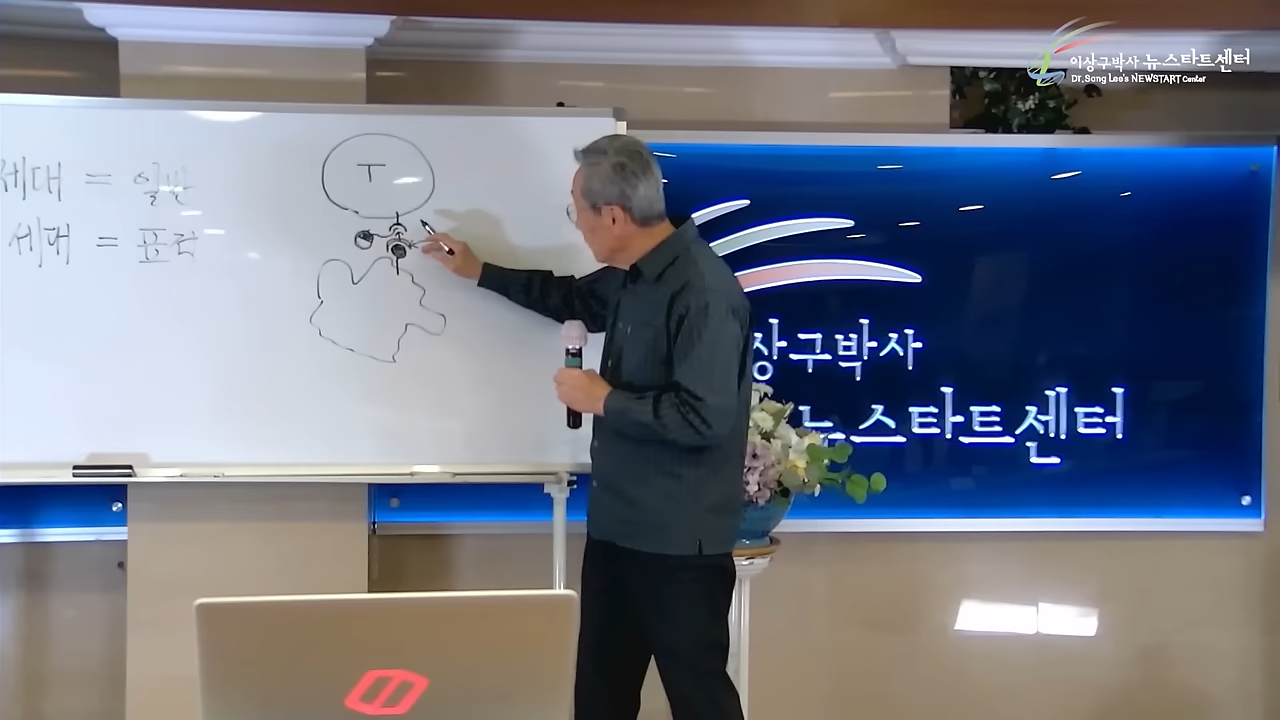 이상구박사 뉴스타트센터
Dr. Sang Lee's NEWSTART Center
세대 = 일반
세대 = 표적
T
상구박사
뉴스타트센터